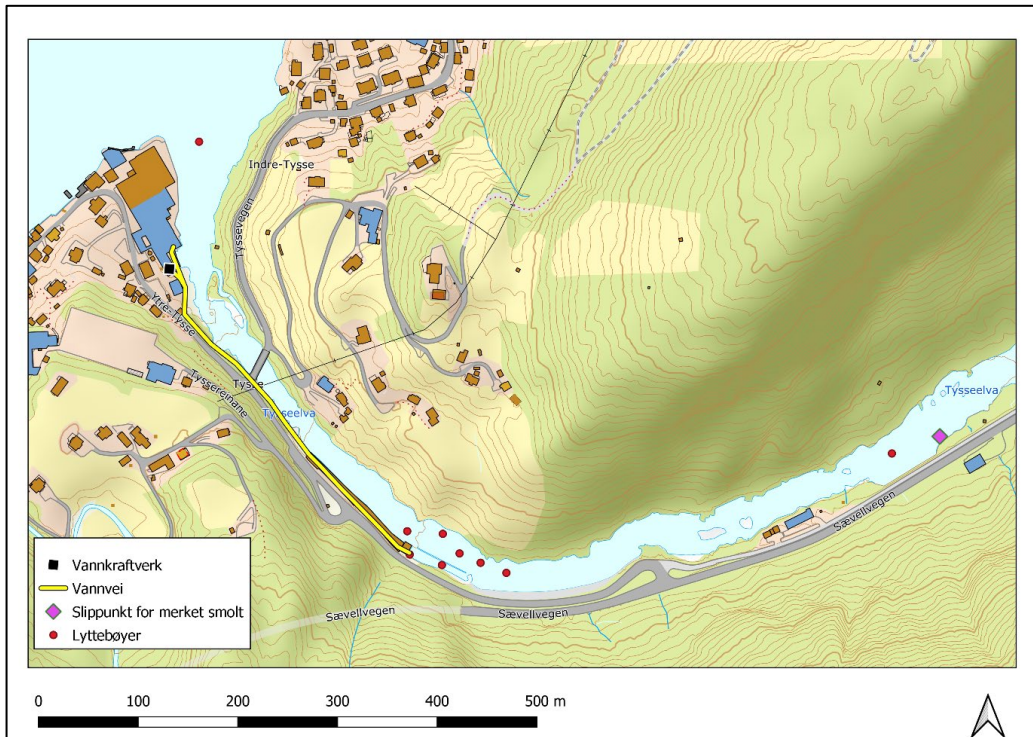 Indre-Tysse
Tyssevegen
Ytre-Tysse
Tysse
Tyssereinane
Tysseelva
Tysseelva
Sævellvegen
Sævellvegen
Sævellvegen
Vannkraftverk
Vannvei
Slippunkt for merket smolt
Lyttebøyer
0 100 200 300 400 500 m